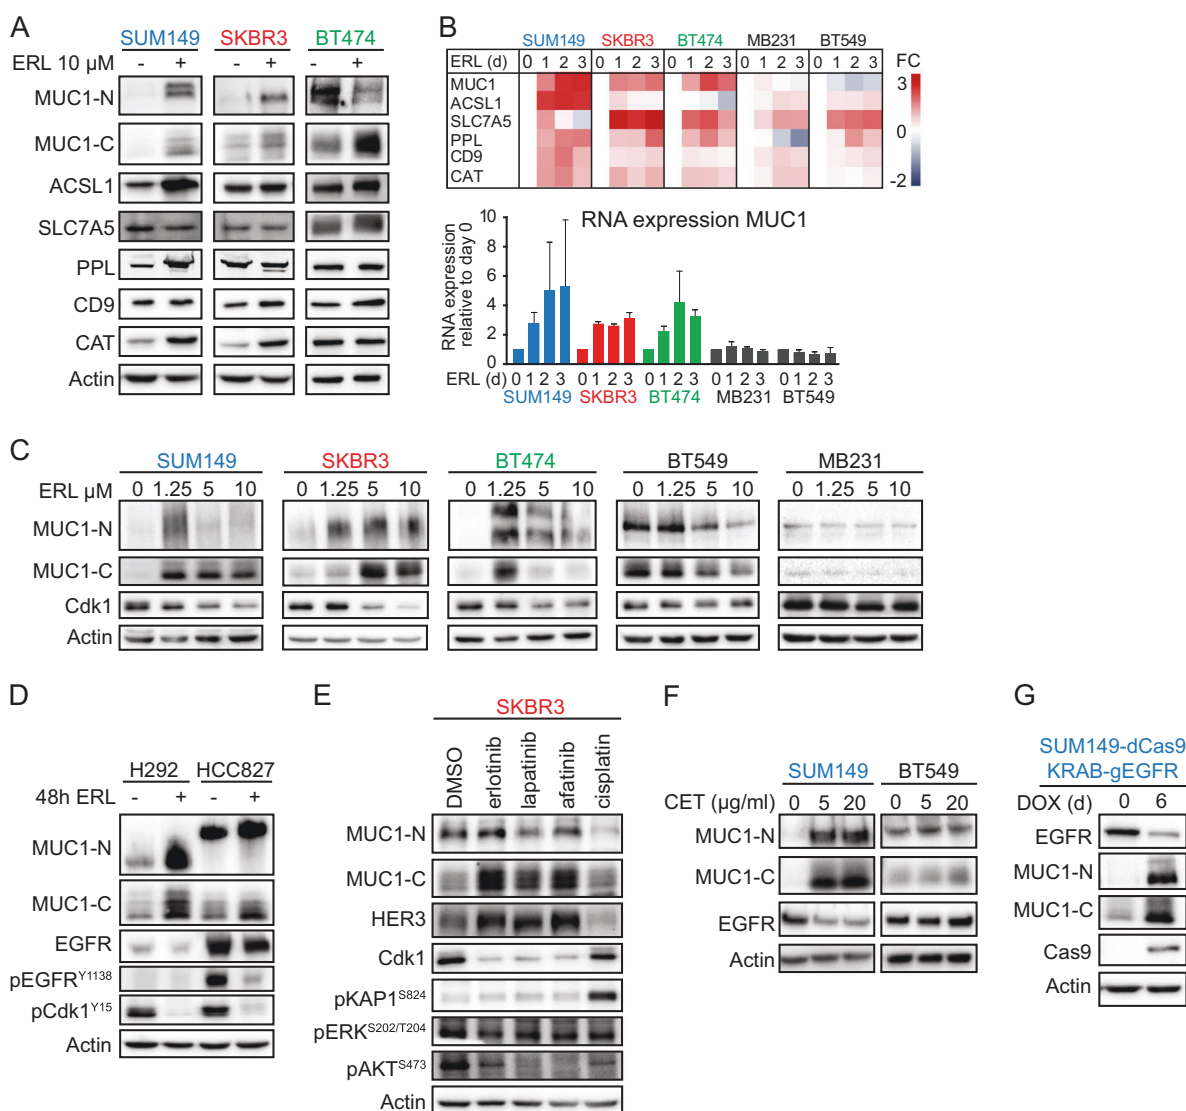 A
SUM149 SKBR3 BT474
ERL 10 µM - + - + - +
MUC1-N
MUC1-C
ACSL1
SLC7A5
PPL
CD9
CAT
Actin
B
SUM149 SKBR3 BT474 MB231 BT549
ERL (d) 0 1 2 3 0 1 2 3 0 1 2 3 0 1 2 3 0 1 2 3
MUC1
ACSL1
SLC7A5
PPL
CD9
CAT
FC
3
0
-2
RNA expression MUC1
RNA expression
relative to day 0
10
8
6
4
2
0
ERL (d) 0 1 2 3 0 1 2 3 0 1 2 3 0 1 2 3 0 1 2 3
SUM149 SKBR3 BT474 MB231 BT549
C
SUM149 SKBR3 BT474 BT549 MB231
ERL µM 0 1.25 5 10 0 1.25 5 10 0 1.25 5 10 0 1.25 5 10 0 1.25 5 10
MUC1-N
MUC1-C
Cdk1
Actin
D
H292 HCC827
48h ERL - + - +
MUC1-N
MUC1-C
EGFR
pEGFR^Y1138
pCdk1^Y15
Actin
E
SKBR3
DMSO erlotinib lapatinib afatinib cisplatin
MUC1-N
MUC1-C
HER3
Cdk1
pKAP1^S824
pERK^S202/T204
pAKT^S473
Actin
F
SUM149 BT549
CET (µg/ml) 0 5 20 0 5 20
MUC1-N
MUC1-C
EGFR
Actin
G
SUM149-dCas9
KRAB-gEGFR
DOX (d) 0 6
EGFR
MUC1-N
MUC1-C
Cas9
Actin